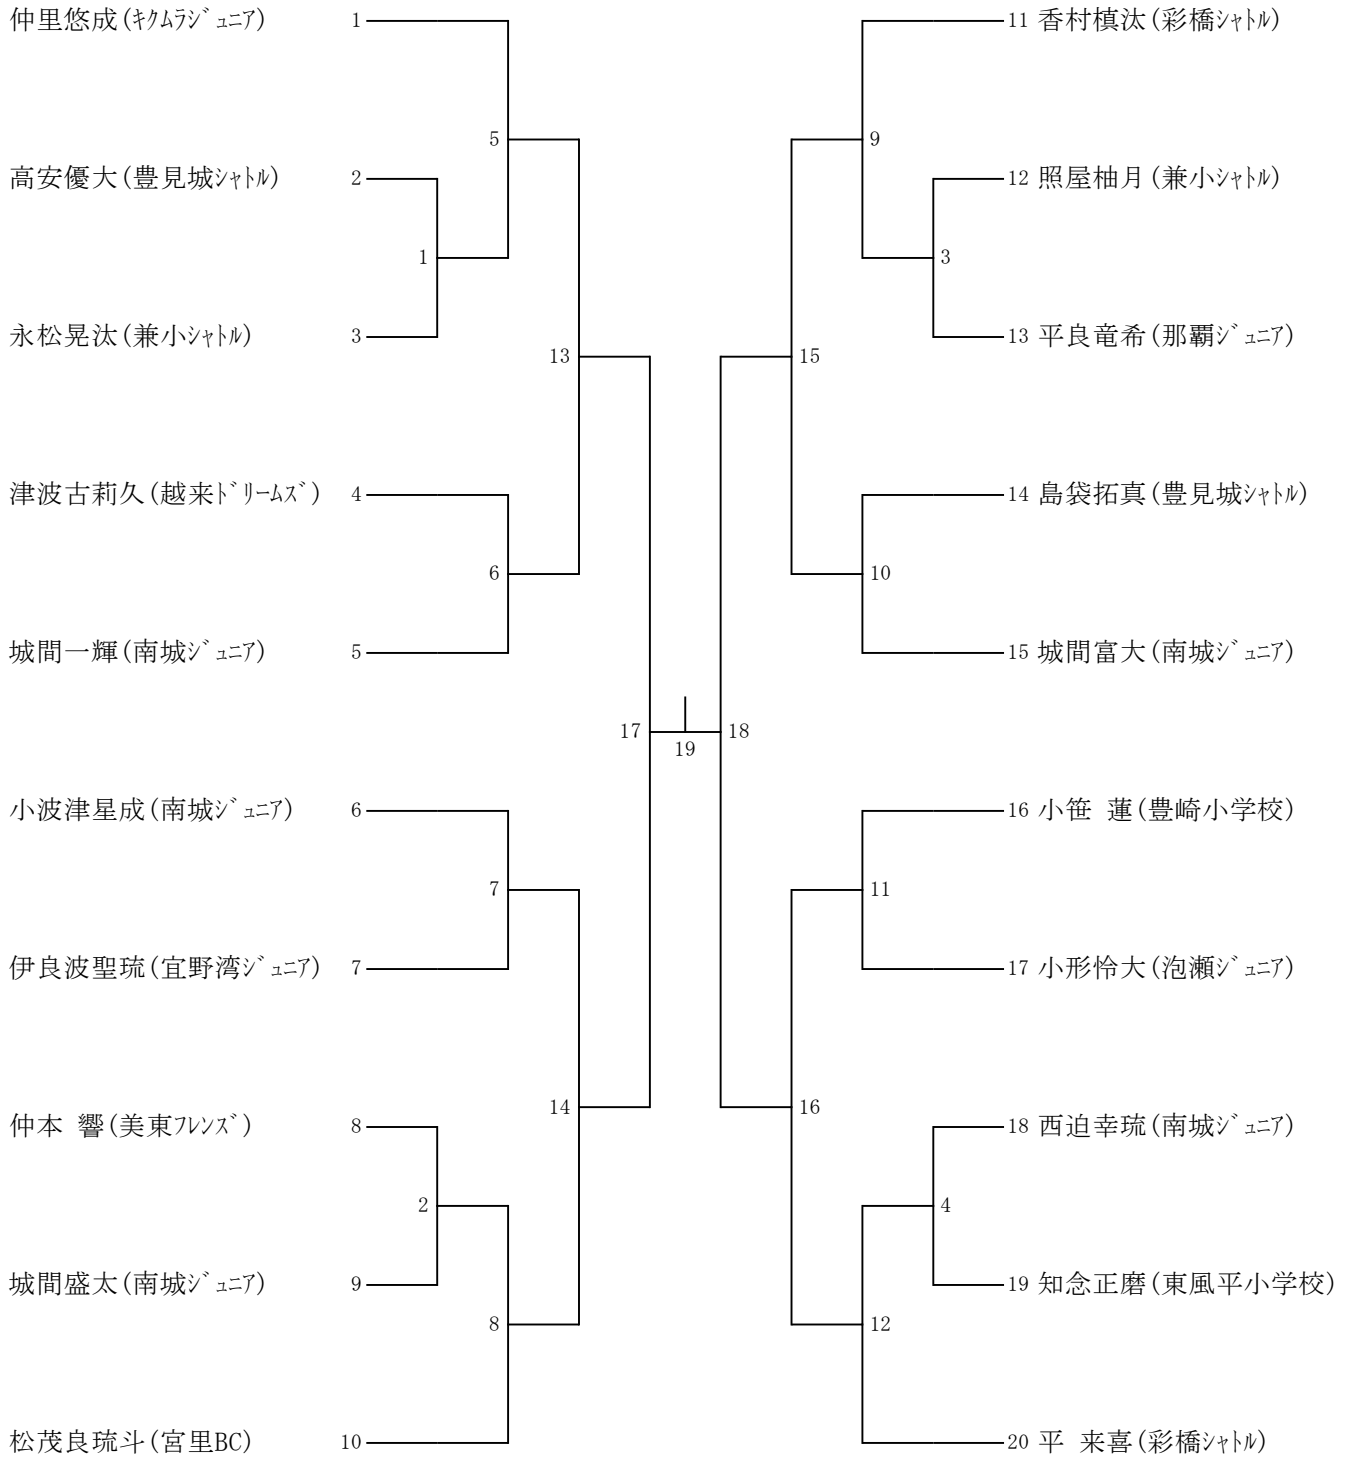 仲里悠成(ｷｸﾑﾗｼﾞｭﾆｱ) 1
5
高安優大(豊見城ｼｬﾄﾙ) 2
1
永松晃汰(兼小ｼｬﾄﾙ) 3
13
津波古莉久(越来ﾄﾞﾘｰﾑｽﾞ) 4
6
城間一輝(南城ｼﾞｭﾆｱ) 5
17
小波津星成(南城ｼﾞｭﾆｱ) 6
7
伊良波聖琉(宜野湾ｼﾞｭﾆｱ) 7
14
仲本 響(美東ﾌﾚﾝｽﾞ) 8
2
城間盛太(南城ｼﾞｭﾆｱ) 9
8
松茂良琉斗(宮里BC) 10
19
11 香村槙汰(彩橋ｼｬﾄﾙ)
9
12 照屋柚月(兼小ｼｬﾄﾙ)
3
13 平良竜希(那覇ｼﾞｭﾆｱ)
15
14 島袋拓真(豊見城ｼｬﾄﾙ)
10
15 城間富大(南城ｼﾞｭﾆｱ)
18
16 小笹 蓮(豊崎小学校)
11
17 小形怜大(泡瀬ｼﾞｭﾆｱ)
16
18 西迫幸琉(南城ｼﾞｭﾆｱ)
4
19 知念正磨(東風平小学校)
12
20 平 来喜(彩橋ｼｬﾄﾙ)